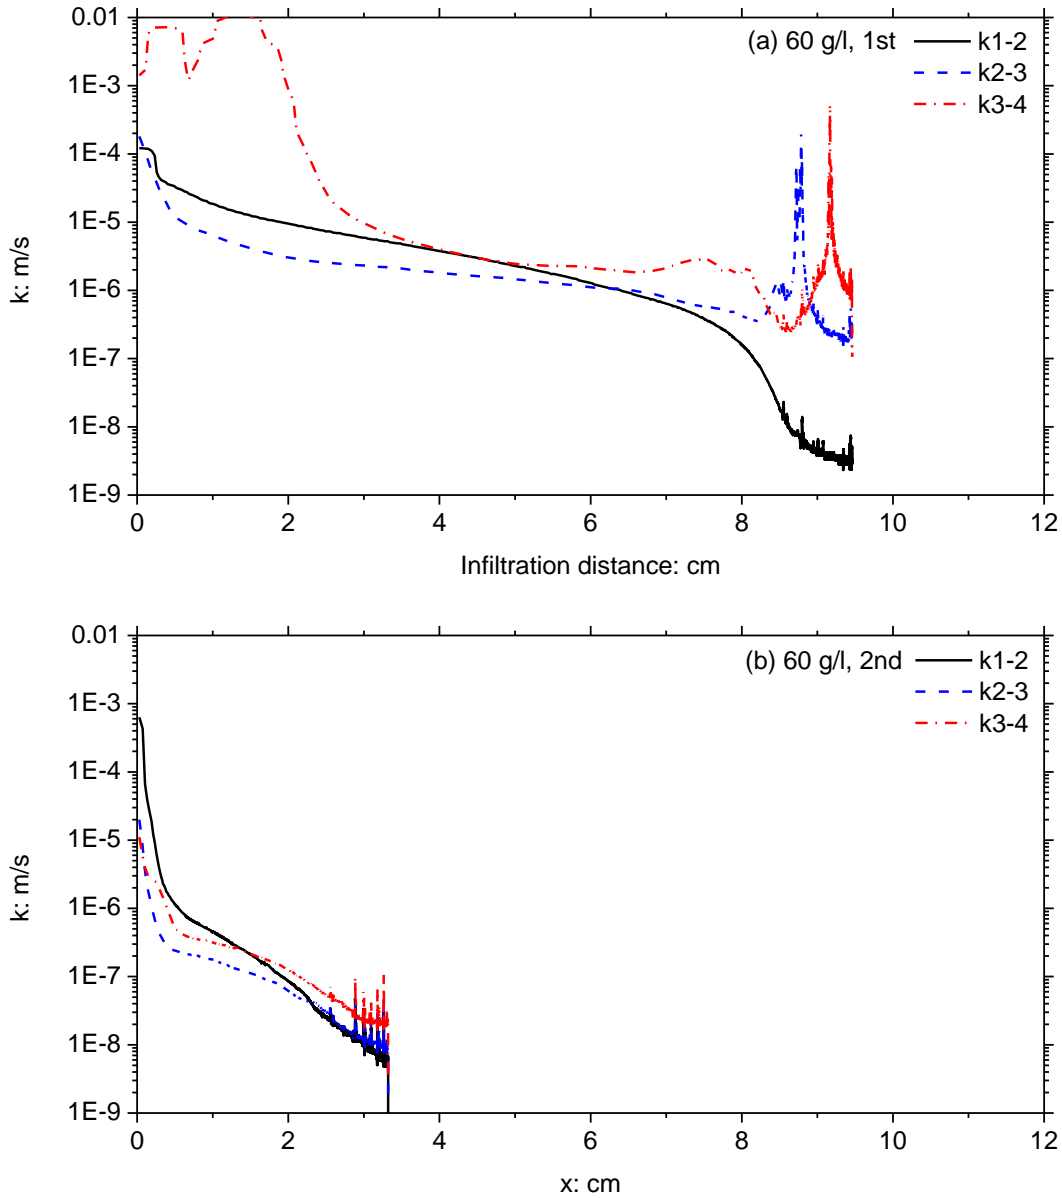 0.01
(a) 60 g/l, 1st
k1-2
k2-3
k3-4
1E-3
1E-4
1E-5
1E-6
1E-7
1E-8
1E-9
k: m/s
0 2 4 6 8 10 12
Infiltration distance: cm
0.01
(b) 60 g/l, 2nd
k1-2
k2-3
k3-4
1E-3
1E-4
1E-5
1E-6
1E-7
1E-8
1E-9
k: m/s
0 2 4 6 8 10 12
x: cm